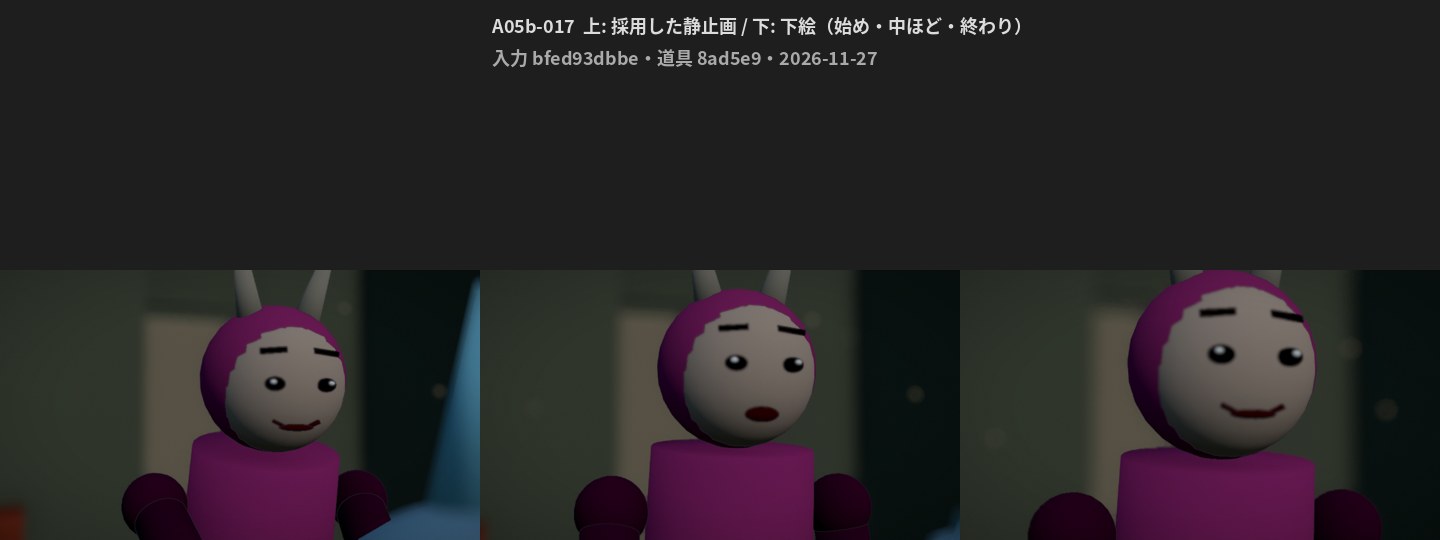 A05b-017 上: 採用した静止画 / 下: 下絵（始め・中ほど・終わり）
入力 bfed93dbbe・道具 8ad5e9・2026-11-27